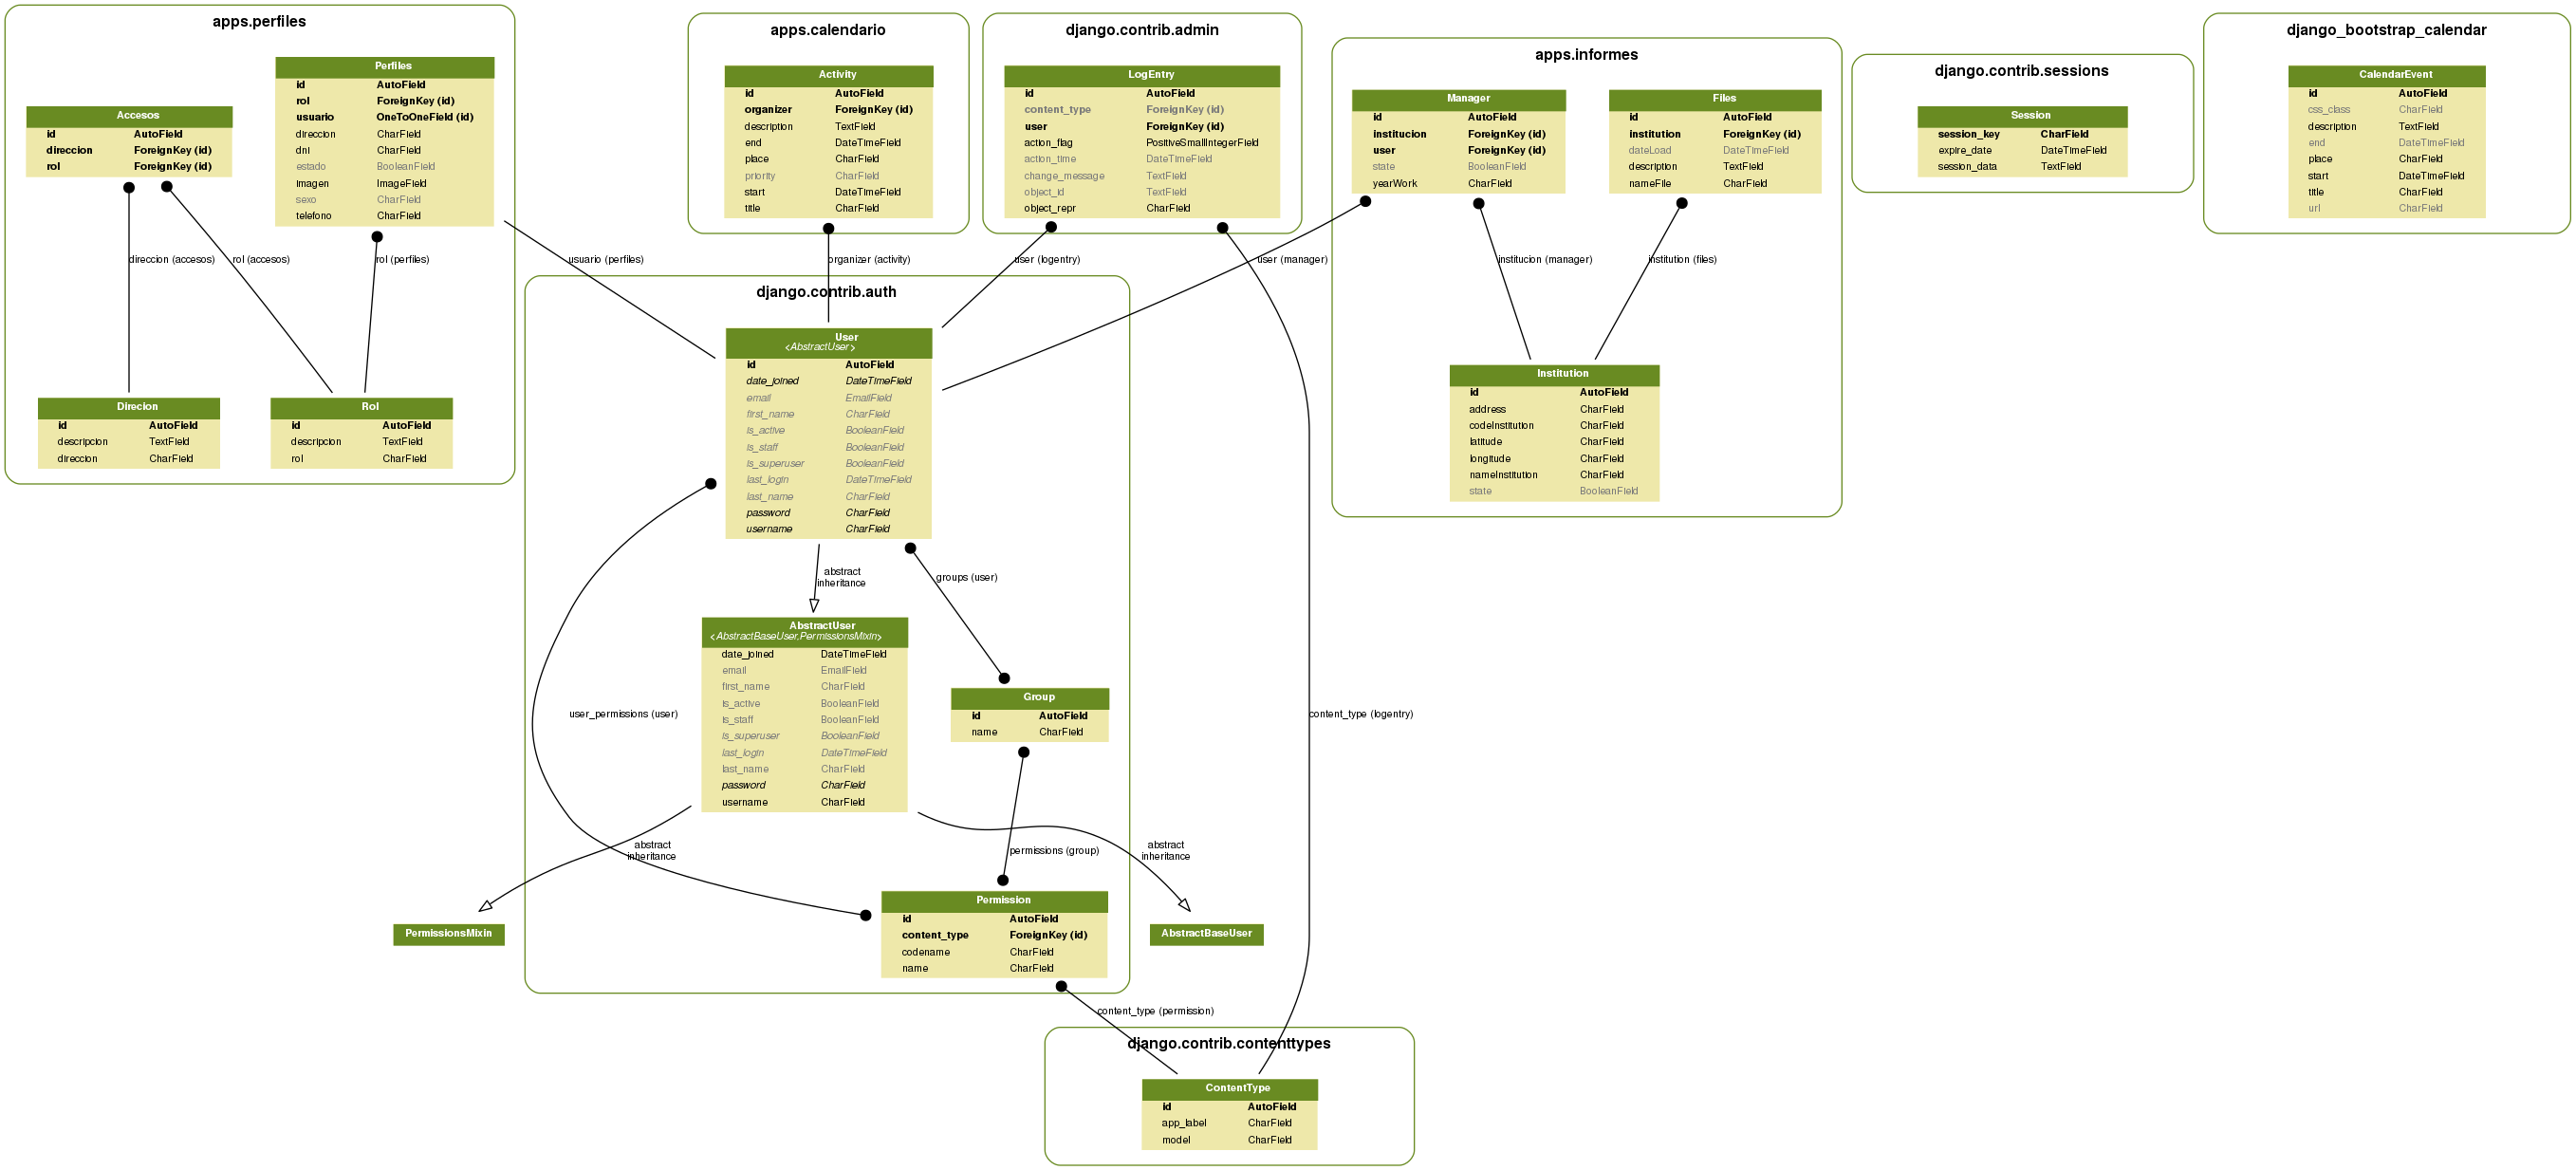 apps.perfiles
Perfiles
id AutoField
rol ForeignKey (id)
usuario OneToOneField (id)
direccion CharField
dni CharField
estado BooleanField
imagen ImageField
sexo CharField
telefono CharField
Accesos
id AutoField
direccion ForeignKey (id)
rol ForeignKey (id)
direccion (accesos)
rol (accesos)
rol (perfiles)
Direcion
id AutoField
descripcion TextField
direccion CharField
Rol
id AutoField
descripcion TextField
rol CharField
usuario (perfiles)
apps.calendario
Activity
id AutoField
organizer ForeignKey (id)
description TextField
end DateTimeField
place CharField
priority CharField
start DateTimeField
title CharField
organizer (activity)
django.contrib.admin
LogEntry
id AutoField
content_type ForeignKey (id)
user ForeignKey (id)
action_flag PositiveSmallIntegerField
action_time DateTimeField
change_message TextField
object_id TextField
object_repr CharField
user (logentry)
user (manager)
apps.informes
Manager
id AutoField
institucion ForeignKey (id)
user ForeignKey (id)
state BooleanField
yearWork CharField
Files
id AutoField
institution ForeignKey (id)
dateLoad DateTimeField
description TextField
nameFile CharField
institucion (manager)
institution (files)
Institution
id AutoField
address CharField
codeInstitution CharField
latitude CharField
longitude CharField
nameInstitution CharField
state BooleanField
django.contrib.sessions
Session
session_key CharField
expire_date DateTimeField
session_data TextField
django_bootstrap_calendar
CalendarEvent
id AutoField
css_class CharField
description TextField
end DateTimeField
place CharField
start DateTimeField
title CharField
url CharField
django.contrib.auth
User
<AbstractUser>
id AutoField
date_joined DateTimeField
email EmailField
first_name CharField
is_active BooleanField
is_staff BooleanField
is_superuser BooleanField
last_login DateTimeField
last_name CharField
password CharField
username CharField
abstract
inheritance
groups (user)
AbstractUser
<AbstractBaseUser,PermissionsMixin>
date_joined DateTimeField
email EmailField
first_name CharField
is_active BooleanField
is_staff BooleanField
is_superuser BooleanField
last_login DateTimeField
last_name CharField
password CharField
username CharField
Group
id AutoField
name CharField
user_permissions (user)
content_type (logentry)
abstract
inheritance
permissions (group)
abstract
inheritance
PermissionsMixin
Permission
id AutoField
content_type ForeignKey (id)
codename CharField
name CharField
AbstractBaseUser
content_type (permission)
django.contrib.contenttypes
ContentType
id AutoField
app_label CharField
model CharField